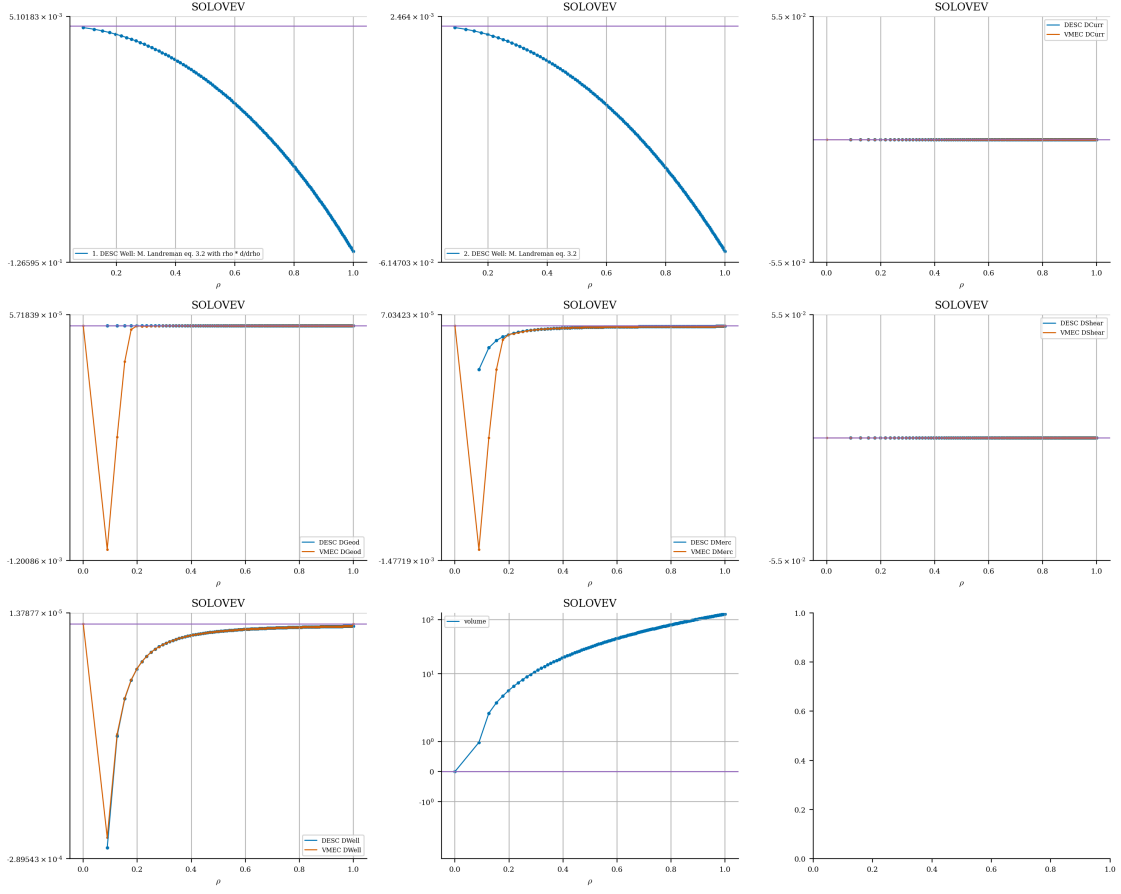 SOLOVEV
5.10183 × 10⁻³
-1.26595 × 10⁻¹
1. DESC Well: M. Landreman eq. 3.2 with rho * d/drho
0.2 0.4 0.6 0.8 1.0
ρ
SOLOVEV
2.464 × 10⁻³
-6.14703 × 10⁻²
2. DESC Well: M. Landreman eq. 3.2
0.2 0.4 0.6 0.8 1.0
ρ
SOLOVEV
5.5 × 10⁻²
-5.5 × 10⁻²
DESC DCurr
VMEC DCurr
0.0 0.2 0.4 0.6 0.8 1.0
ρ
SOLOVEV
5.71839 × 10⁻⁵
-1.20086 × 10⁻³
DESC DGeod
VMEC DGeod
0.0 0.2 0.4 0.6 0.8 1.0
ρ
SOLOVEV
7.03423 × 10⁻⁵
-1.47719 × 10⁻³
DESC DMerc
VMEC DMerc
0.0 0.2 0.4 0.6 0.8 1.0
ρ
SOLOVEV
5.5 × 10⁻²
-5.5 × 10⁻²
DESC DShear
VMEC DShear
0.0 0.2 0.4 0.6 0.8 1.0
ρ
SOLOVEV
1.37877 × 10⁻⁵
-2.89543 × 10⁻⁴
DESC DWell
VMEC DWell
0.0 0.2 0.4 0.6 0.8 1.0
ρ
SOLOVEV
volume
10²
10¹
10⁰
0
-10⁰
0.0 0.2 0.4 0.6 0.8 1.0
ρ
1.0
0.8
0.6
0.4
0.2
0.0
0.0 0.2 0.4 0.6 0.8 1.0